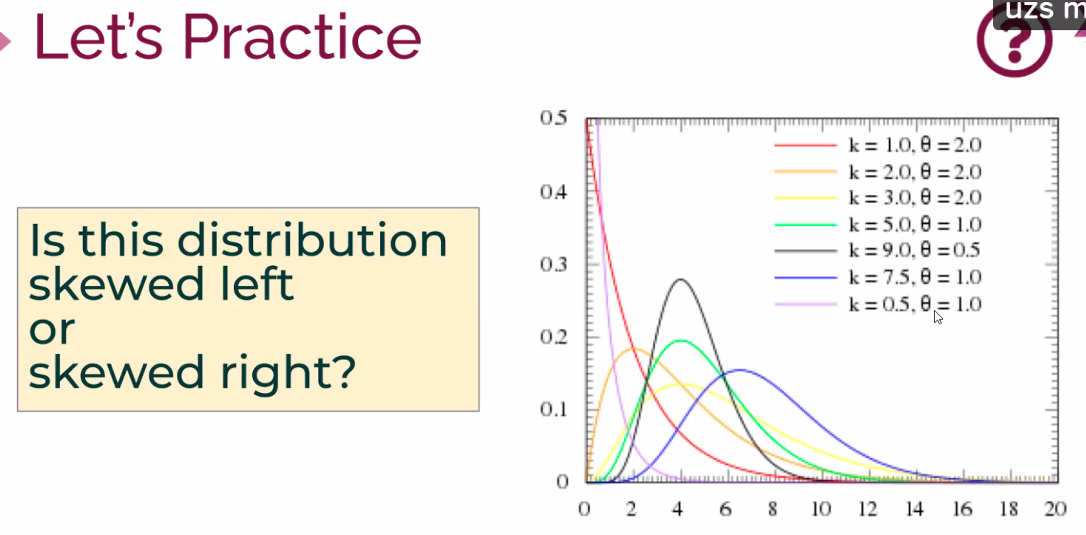 uzs m
Let's Practice
?
Is this distribution
skewed left
or
skewed right?
0.5
0.4
0.3
0.2
0.1
0
k = 1.0, θ = 2.0
k = 2.0, θ = 2.0
k = 3.0, θ = 2.0
k = 5.0, θ = 1.0
k = 9.0, θ = 0.5
k = 7.5, θ = 1.0
k = 0.5, θ = 1.0
0 2 4 6 8 10 12 14 16 18 20